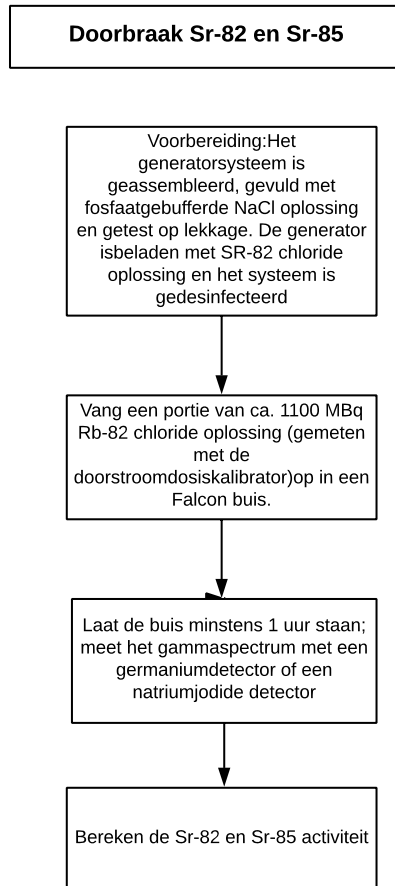 Doorbraak Sr-82 en Sr-85
Voorbereiding:Het
generatorsysteem is
geassembleerd, gevuld met
fosfaatgebufferde NaCl oplossing
en getest op lekkage. De generator
isbeladen met SR-82 chloride
oplossing en het systeem is
gedesinfecteerd
Vang een portie van ca. 1100 MBq
Rb-82 chloride oplossing (gemeten
met de
doorstroomdosiskalibrator)op in een
Falcon buis.
Laat de buis minstens 1 uur staan;
meet het gammaspectrum met een
germaniumdetector of een
natriumjodide detector
Bereken de Sr-82 en Sr-85 activiteit